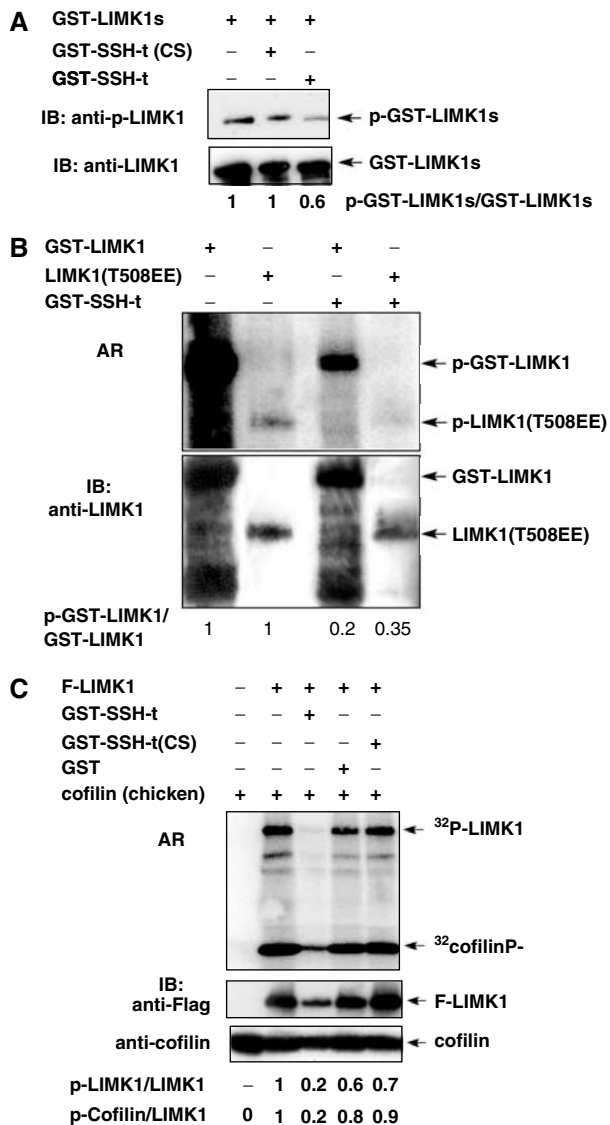 A
GST-LIMK1s + + +
GST-SSH-t (CS) – + –
GST-SSH-t – – +
IB: anti-p-LIMK1 p-GST-LIMK1s
IB: anti-LIMK1 GST-LIMK1s
1 1 0.6 p-GST-LIMK1s/GST-LIMK1s
B
GST-LIMK1 + – + –
LIMK1(T508EE) – + – +
GST-SSH-t – – + +
AR
p-GST-LIMK1
p-LIMK1(T508EE)
IB:
anti-LIMK1
GST-LIMK1
LIMK1(T508EE)
p-GST-LIMK1/
GST-LIMK1
1 1 0.2 0.35
C
F-LIMK1 – + + + +
GST-SSH-t – – + – –
GST-SSH-t(CS) – – – – +
GST – – – + –
cofilin (chicken) + + + + +
AR
³²P-LIMK1
³²cofilinP-
IB:
anti-Flag F-LIMK1
anti-cofilin cofilin
p-LIMK1/LIMK1 – 1 0.2 0.6 0.7
p-Cofilin/LIMK1 0 1 0.2 0.8 0.9